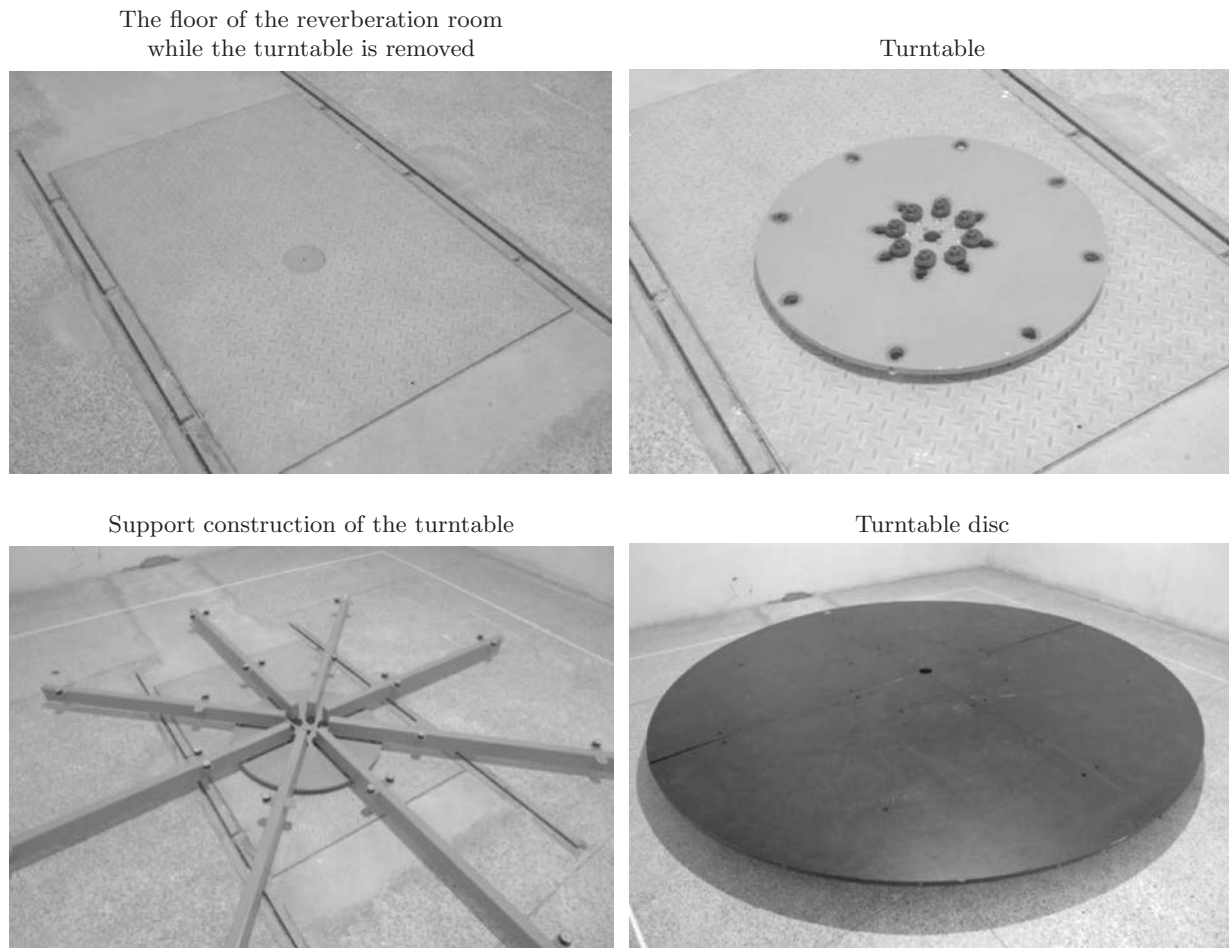 The floor of the reverberation room
while the turntable is removed
Turntable
Support construction of the turntable
Turntable disc